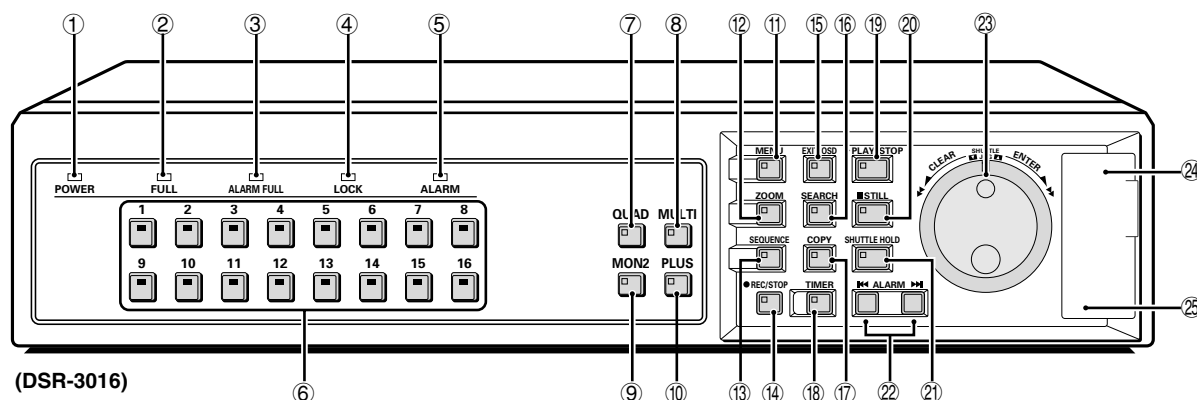 ① ② ③ ④ ⑤ ⑦ ⑧ ⑫ ⑪ ⑮ ⑯ ⑲ ⑳ ㉓
POWER FULL ALARM FULL LOCK ALARM
1 2 3 4 5 6 7 8
9 10 11 12 13 14 15 16
QUAD MULTI
MON2 PLUS
MENU EXIT/OSD PLAY/STOP
ZOOM SEARCH STILL
SEQUENCE COPY SHUTTLE HOLD
REC/STOP TIMER ALARM
CLEAR SHUTTLE ENTER
㉔
㉕
(DSR-3016)
⑥ ⑨ ⑩ ⑬ ⑭ ⑱ ⑰ ㉒ ㉑